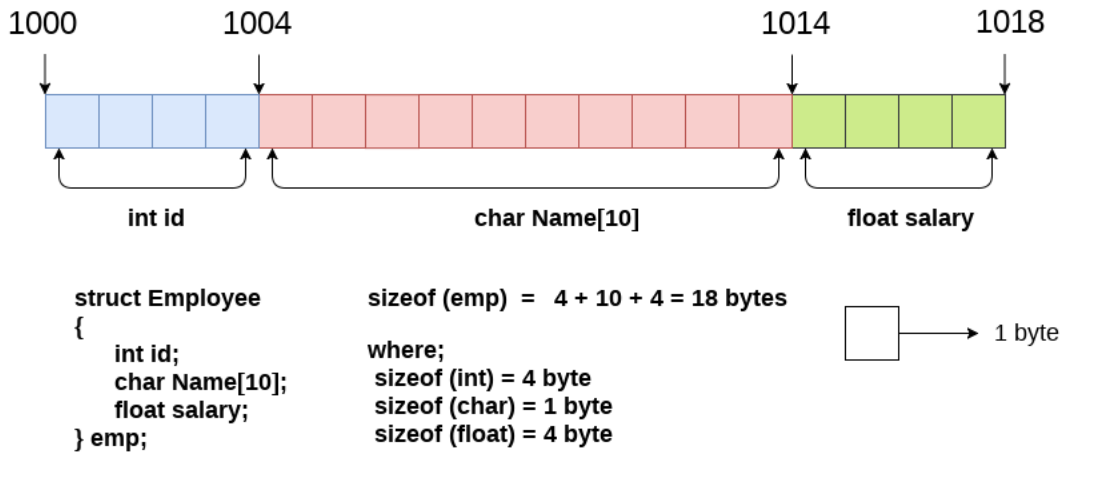 1000 1004 1014 1018
int id char Name[10] float salary
struct Employee
{
int id;
char Name[10];
float salary;
} emp;
sizeof (emp) = 4 + 10 + 4 = 18 bytes
where;
sizeof (int) = 4 byte
sizeof (char) = 1 byte
sizeof (float) = 4 byte
1 byte